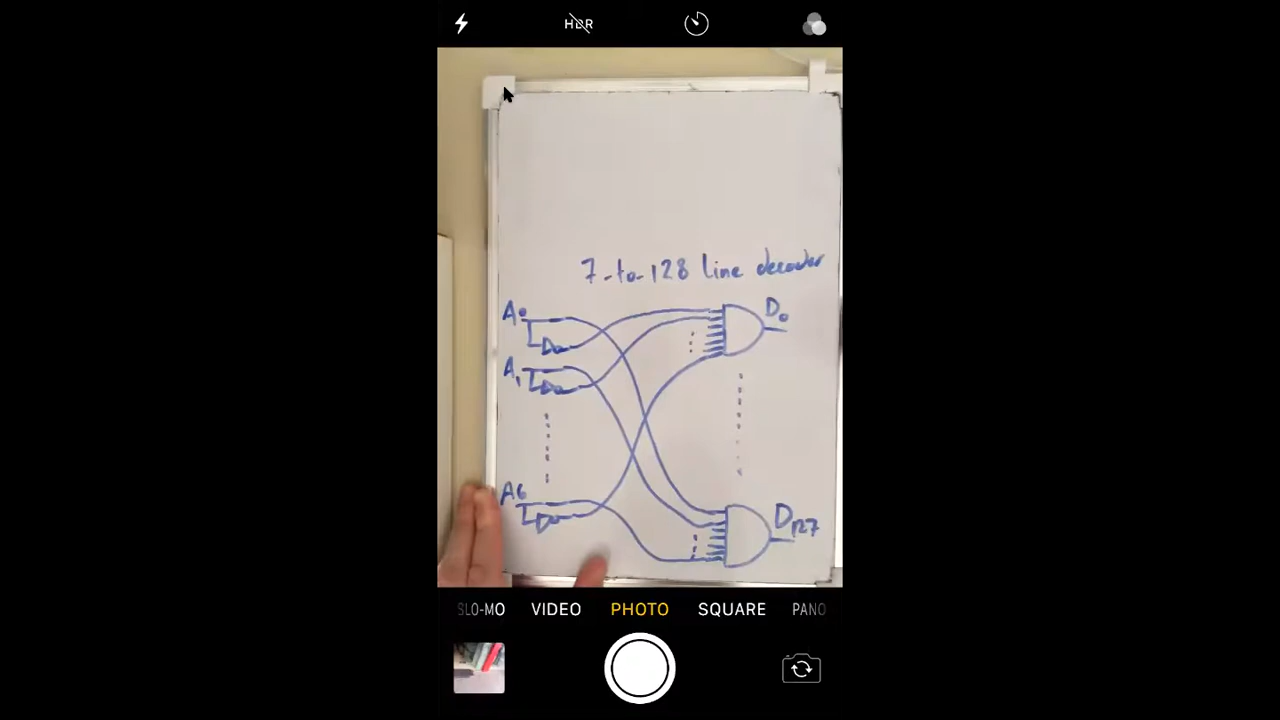 HDR
7-to-128 line decoder
A0
D0
A1
A6
D127
SLO-MO VIDEO PHOTO SQUARE PANO